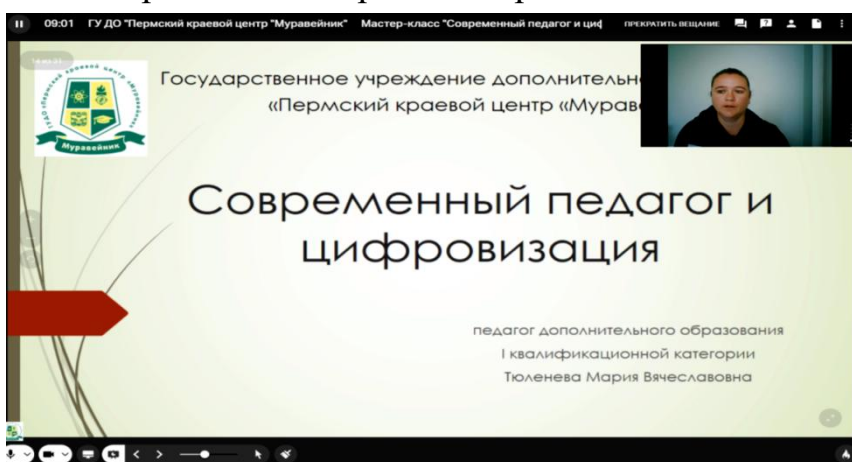 09:01 ГУ ДО "Пермский краевой центр "Муравейник" Мастер-класс "Современный педагог и циф ПРЕКРАТИТЬ ВЕЩАНИЕ
Муравейник
Государственное учреждение дополнительн
«Пермский краевой центр «Мурав
Современный педагог и
цифровизация
педагог дополнительного образования
I квалификационной категории
Тюленева Мария Вячеславовна